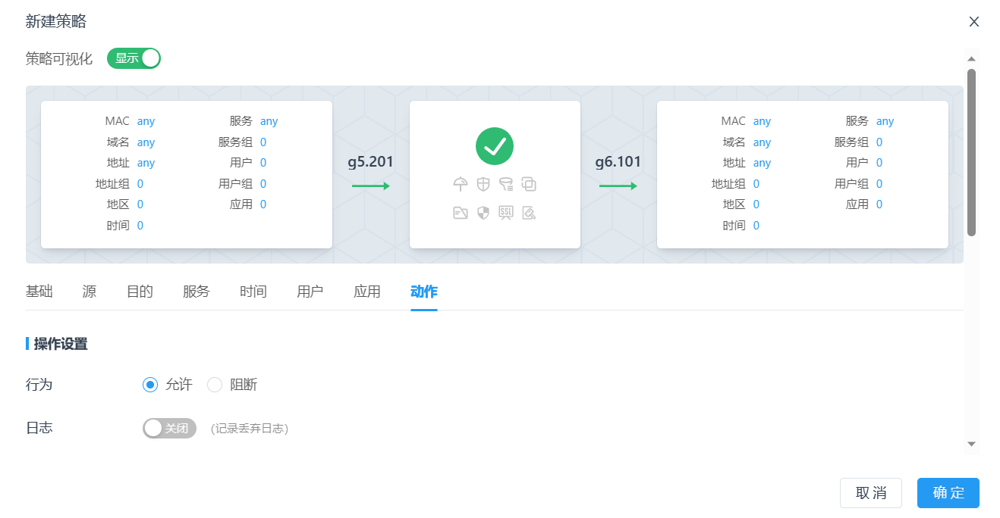 新建策略
策略可视化 显示
MAC any 服务 any
域名 any 服务组 0
地址 any 用户 0
地址组 0 用户组 0
地区 0 应用 0
时间 0
g5.201
SSL
g6.101
MAC any 服务 any
域名 any 服务组 0
地址 any 用户 0
地址组 0 用户组 0
地区 0 应用 0
时间 0
基础 源 目的 服务 时间 用户 应用 动作
操作设置
行为 允许 阻断
日志 关闭 (记录丢弃日志)
取 消 确 定